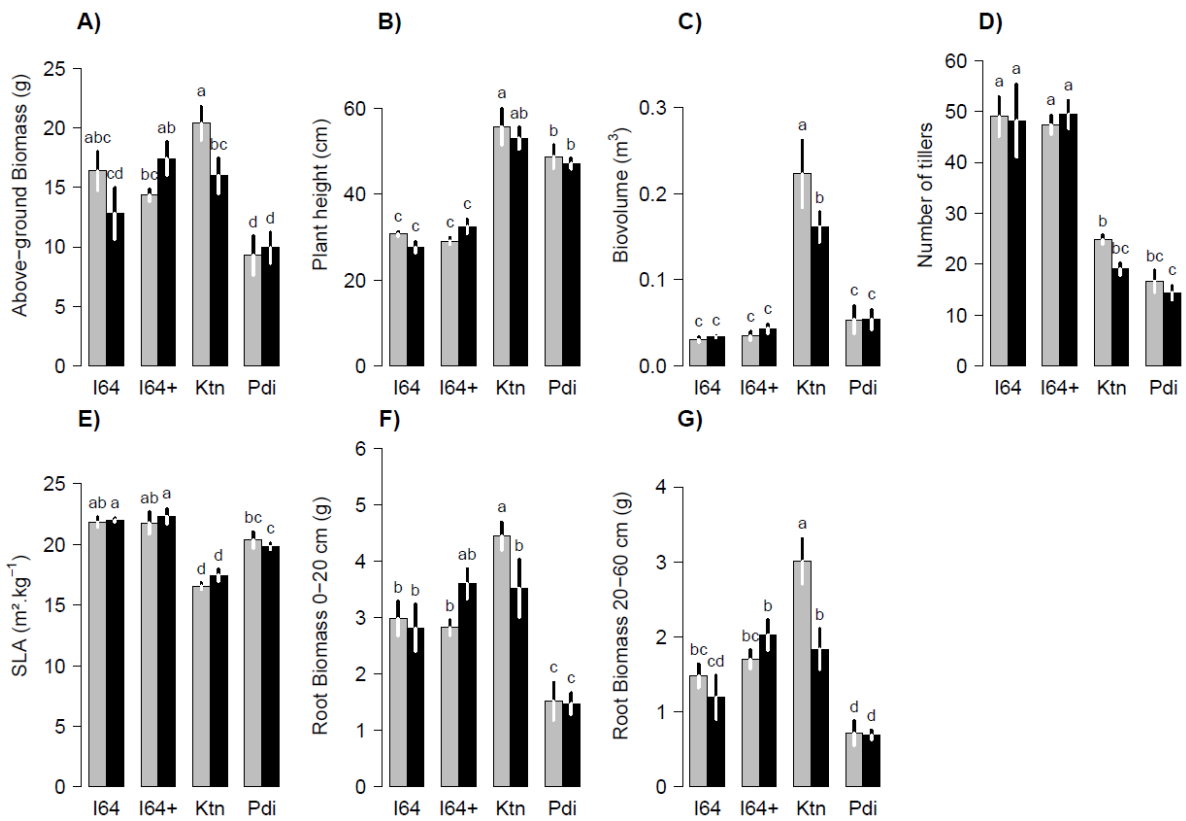 A)
Above−ground Biomass (g)
25
20
15
10
5
0
abc
cd
bc
ab
a
bc
d
d
I64
I64+
Ktn
Pdi
B)
Plant height (cm)
60
40
20
0
c
c
c
c
a
ab
b
b
I64
I64+
Ktn
Pdi
C)
Biovolume (m³)
0.3
0.2
0.1
0.0
c
c
c
c
a
b
c
c
I64
I64+
Ktn
Pdi
D)
Number of tillers
60
50
40
30
20
10
0
a
a
a
a
b
bc
bc
c
I64
I64+
Ktn
Pdi
E)
SLA (m².kg⁻¹)
25
20
15
10
5
0
ab
a
ab
a
d
d
bc
c
I64
I64+
Ktn
Pdi
F)
Root Biomass 0−20 cm (g)
6
5
4
3
2
1
0
b
b
b
ab
a
b
c
c
I64
I64+
Ktn
Pdi
G)
Root Biomass 20−60 cm (g)
4
3
2
1
0
bc
cd
bc
b
a
b
d
d
I64
I64+
Ktn
Pdi